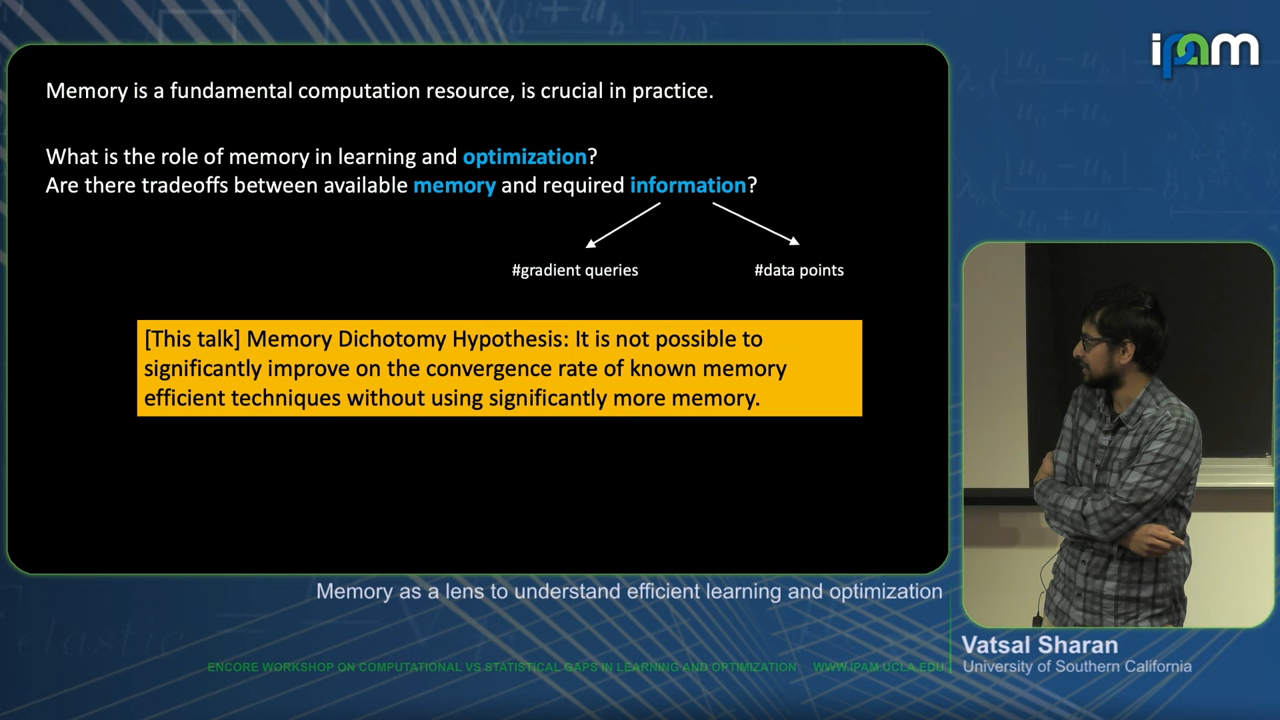 Memory is a fundamental computation resource, is crucial in practice.
What is the role of memory in learning and optimization?
Are there tradeoffs between available memory and required information?
#gradient queries
#data points
[This talk] Memory Dichotomy Hypothesis: It is not possible to
significantly improve on the convergence rate of known memory
efficient techniques without using significantly more memory.
ipam
Memory as a lens to understand efficient learning and optimization
Vatsal Sharan
University of Southern California
ENCORE WORKSHOP ON COMPUTATIONAL VS STATISTICAL GAPS IN LEARNING AND OPTIMIZATION WWW.IPAM.UCLA.EDU
elastic